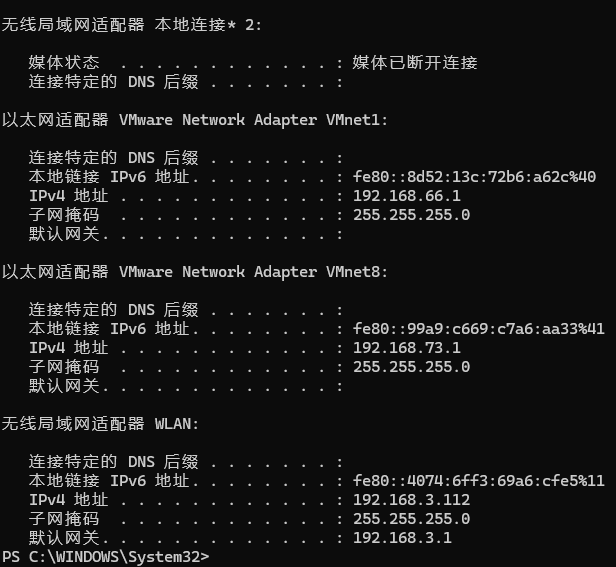 无线局域网适配器 本地连接* 2:
媒体状态  . . . . . . . . . . . . : 媒体已断开连接
连接特定的 DNS 后缀 . . . . . . . :
以太网适配器 VMware Network Adapter VMnet1:
连接特定的 DNS 后缀 . . . . . . . :
本地链接 IPv6 地址. . . . . . . . : fe80::8d52:13c:72b6:a62c%40
IPv4 地址 . . . . . . . . . . . . : 192.168.66.1
子网掩码  . . . . . . . . . . . . : 255.255.255.0
默认网关. . . . . . . . . . . . . :
以太网适配器 VMware Network Adapter VMnet8:
连接特定的 DNS 后缀 . . . . . . . :
本地链接 IPv6 地址. . . . . . . . : fe80::99a9:c669:c7a6:aa33%41
IPv4 地址 . . . . . . . . . . . . : 192.168.73.1
子网掩码  . . . . . . . . . . . . : 255.255.255.0
默认网关. . . . . . . . . . . . . :
无线局域网适配器 WLAN:
连接特定的 DNS 后缀 . . . . . . . :
本地链接 IPv6 地址. . . . . . . . : fe80::4074:6ff3:69a6:cfe5%11
IPv4 地址 . . . . . . . . . . . . : 192.168.3.112
子网掩码  . . . . . . . . . . . . : 255.255.255.0
默认网关. . . . . . . . . . . . . : 192.168.3.1
PS C:\WINDOWS\System32>